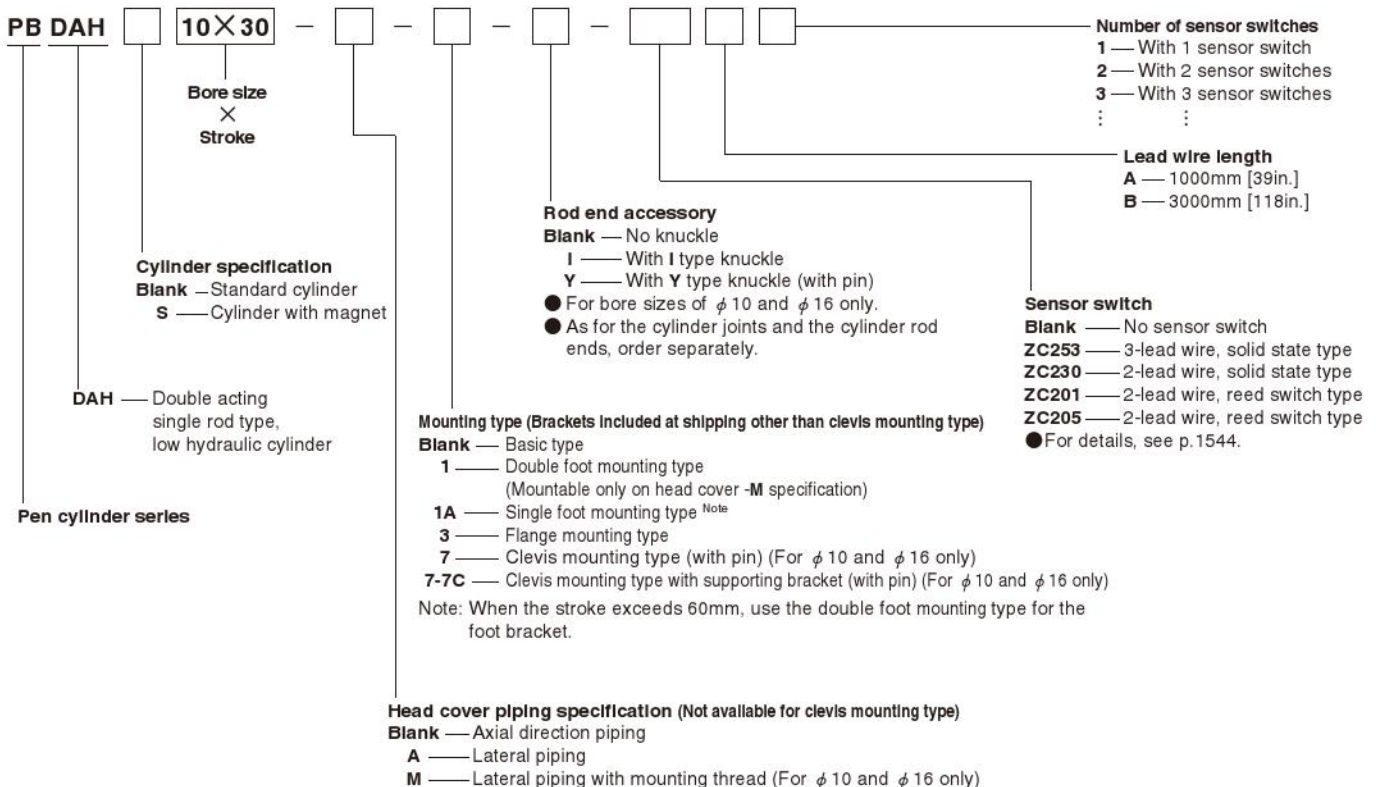 PB DAH 10×30 – – – –
Bore size
×
Stroke
Number of sensor switches
1 — With 1 sensor switch
2 — With 2 sensor switches
3 — With 3 sensor switches
⋮ ⋮
Lead wire length
A — 1000mm [39in.]
B — 3000mm [118in.]
Rod end accessory
Blank — No knuckle
I — With I type knuckle
Y — With Y type knuckle (with pin)
● For bore sizes of φ 10 and φ 16 only.
● As for the cylinder joints and the cylinder rod
ends, order separately.
Cylinder specification
Blank — Standard cylinder
S — Cylinder with magnet
Sensor switch
Blank — No sensor switch
ZC253 — 3-lead wire, solid state type
ZC230 — 2-lead wire, solid state type
ZC201 — 2-lead wire, reed switch type
ZC205 — 2-lead wire, reed switch type
●For details, see p.1544.
DAH — Double acting
single rod type,
low hydraulic cylinder
Mounting type (Brackets included at shipping other than clevis mounting type)
Blank — Basic type
1 — Double foot mounting type
(Mountable only on head cover -M specification)
1A — Single foot mounting type Note
3 — Flange mounting type
7 — Clevis mounting type (with pin) (For φ 10 and φ 16 only)
7-7C — Clevis mounting type with supporting bracket (with pin) (For φ 10 and φ 16 only)
Note: When the stroke exceeds 60mm, use the double foot mounting type for the
foot bracket.
Pen cylinder series
Head cover piping specification (Not available for clevis mounting type)
Blank — Axial direction piping
A — Lateral piping
M — Lateral piping with mounting thread (For φ 10 and φ 16 only)